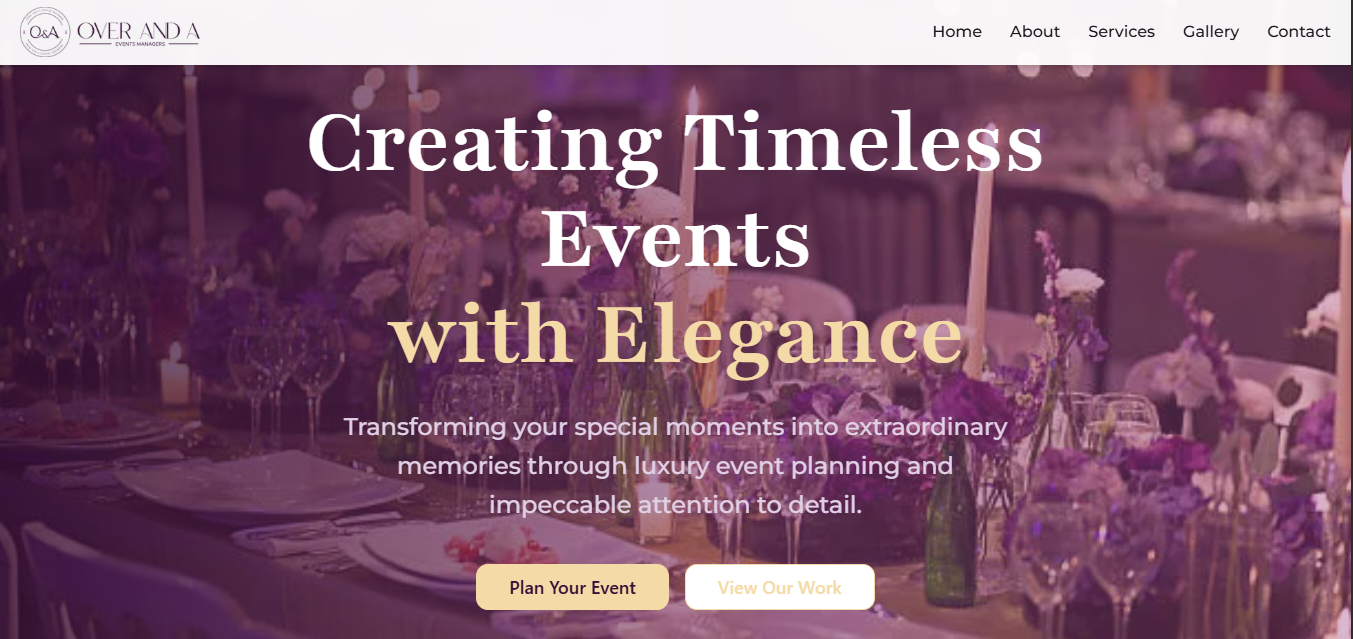 O&A
OVER AND A
EVENTS MANAGERS
Home
About
Services
Gallery
Contact
Creating Timeless
Events
with Elegance
Transforming your special moments into extraordinary
memories through luxury event planning and
impeccable attention to detail.
Plan Your Event
View Our Work